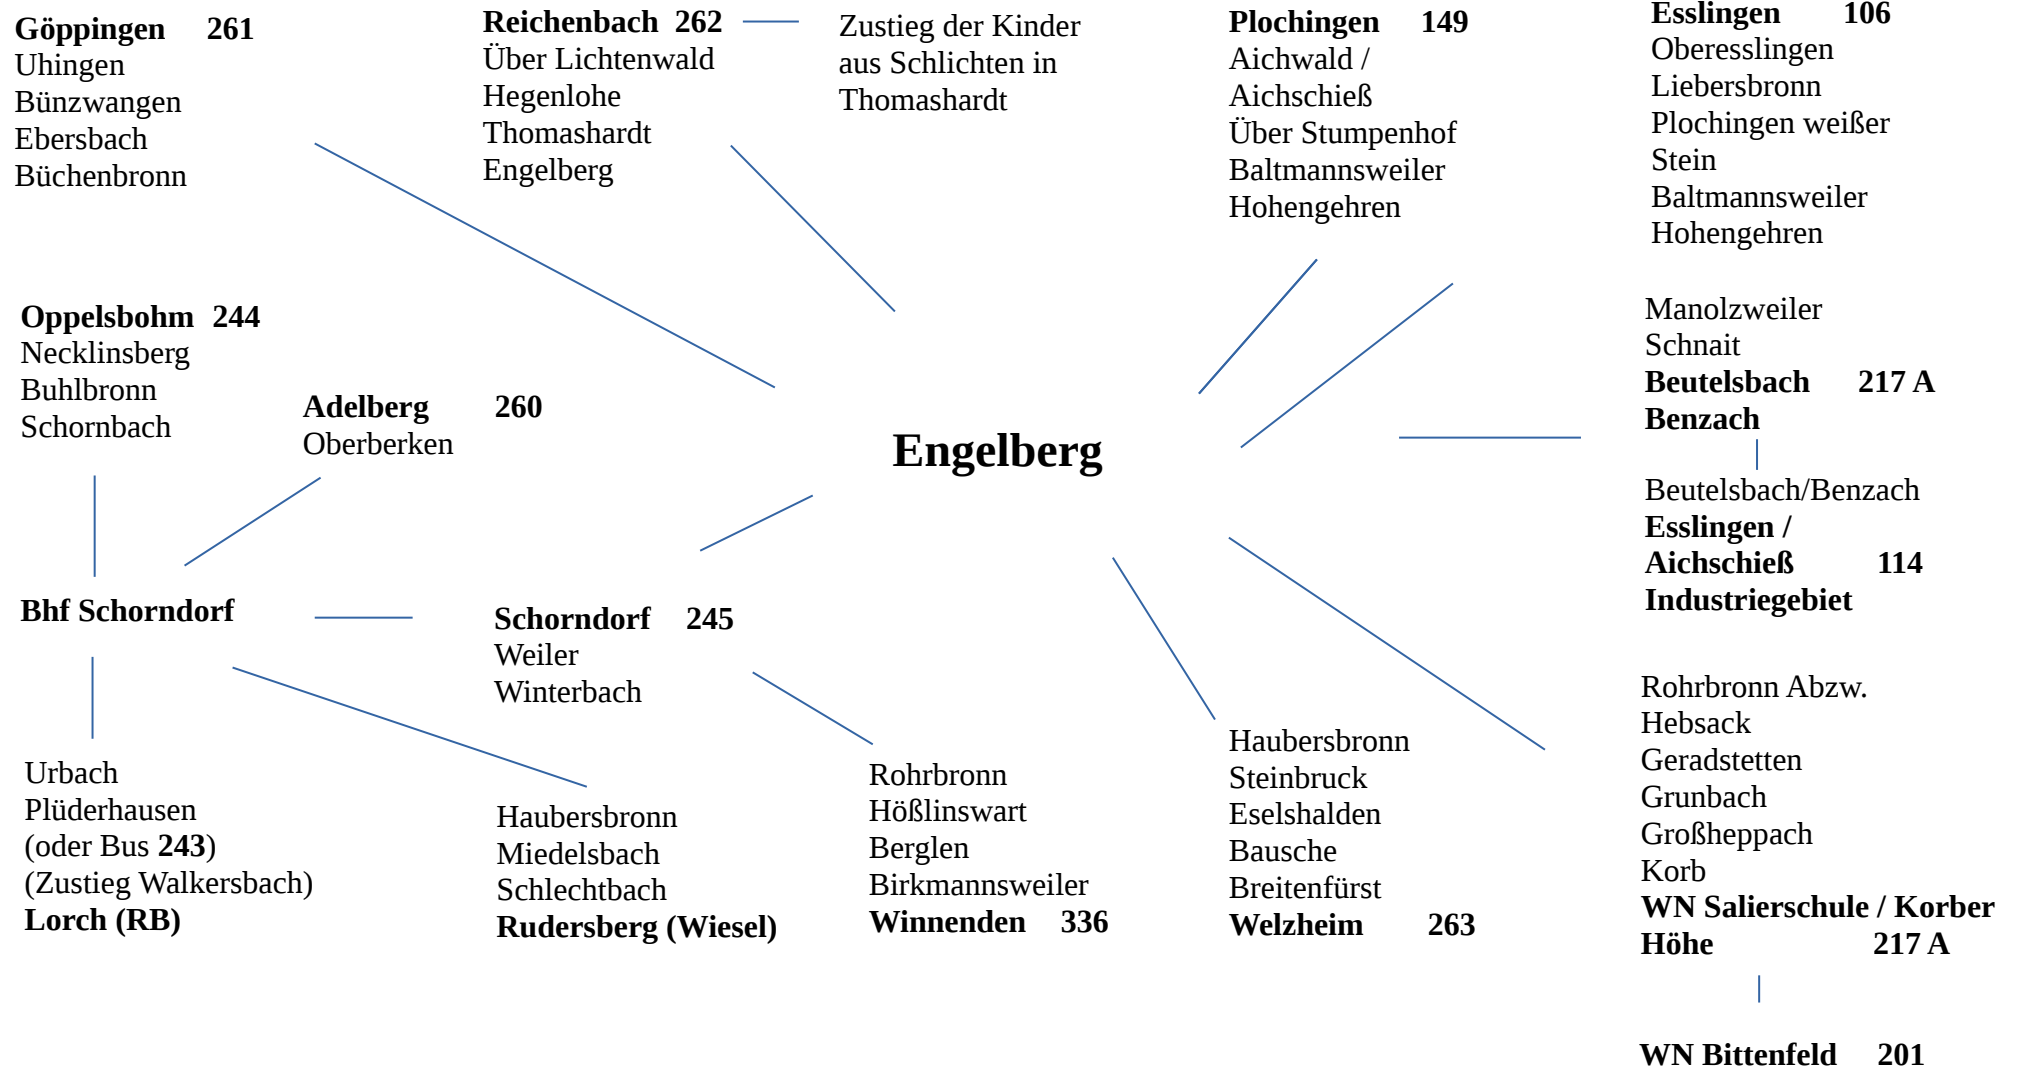 Göppingen 261
Uhingen
Bünzwangen
Ebersbach
Büchenbronn
Reichenbach 262
Über Lichtenwald
Hegenlohe
Thomashardt
Engelberg
Zustieg der Kinder
aus Schlichten in
Thomashardt
Plochingen 149
Aichwald /
Aichschieß
Über Stumpenhof
Baltmannsweiler
Hohengehren
Esslingen 106
Oberesslingen
Liebersbronn
Plochingen weißer
Stein
Baltmannsweiler
Hohengehren
Oppelsbohm 244
Necklinsberg
Buhlbronn
Schornbach
Adelberg 260
Oberberken
Engelberg
Manolzweiler
Schnait
Beutelsbach 217 A
Benzach
Beutelsbach/Benzach
Esslingen /
Aichschieß 114
Industriegebiet
Bhf Schorndorf
Schorndorf 245
Weiler
Winterbach
Urbach
Plüderhausen
(oder Bus 243)
(Zustieg Walkersbach)
Lorch (RB)
Haubersbronn
Miedelsbach
Schlechtbach
Rudersberg (Wiesel)
Rohrbronn
Hößlinswart
Berglen
Birkmannsweiler
Winnenden 336
Haubersbronn
Steinbruck
Eselshalden
Bausche
Breitenfürst
Welzheim 263
Rohrbronn Abzw.
Hebsack
Geradstetten
Grunbach
Großheppach
Korb
WN Salierschule / Korber
Höhe 217 A
WN Bittenfeld 201